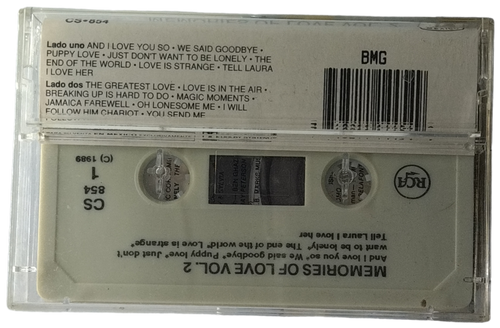 CS-854
MEMORIES OF LOVE VOL.
Lado uno AND I LOVE YOU SO • WE SAID GOODBYE •
PUPPY LOVE • JUST DON'T WANT TO BE LONELY • THE
END OF THE WORLD • LOVE IS STRANGE • TELL LAURA
I LOVE HER
Lado dos THE GREATEST LOVE • LOVE IS IN THE AIR •
BREAKING UP IS HARD TO DO • MAGIC MOMENTS •
JAMAICA FAREWELL • OH LONESOME ME • I WILL
FOLLOW HIM CHARIOT • YOU SEND ME
BMG
RCA
CS
854
1
(C) 1989
MEMORIES OF LOVE VOL. 2
And I love you so* We said goodbye* Puppy love* Just don't
want to be lonely* The end of the world* Love is strange*
Tell Laura I love her